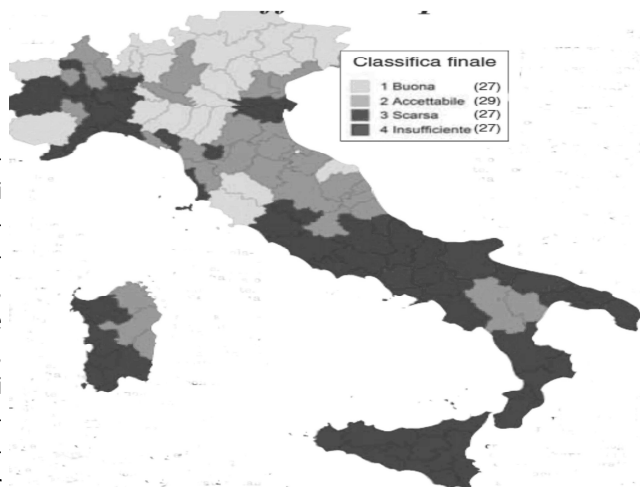 Classifica finale
1 Buona (27)
2 Accettabile (29)
3 Scarsa (27)
4 Insufficiente (27)